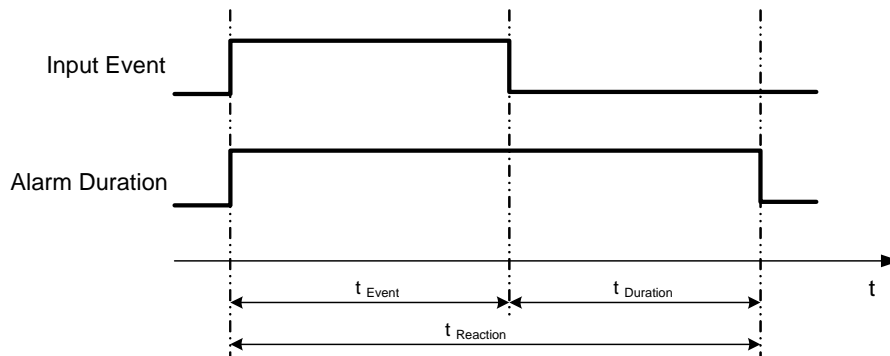 Input Event
Alarm Duration
t
t Event
t Duration
t Reaction